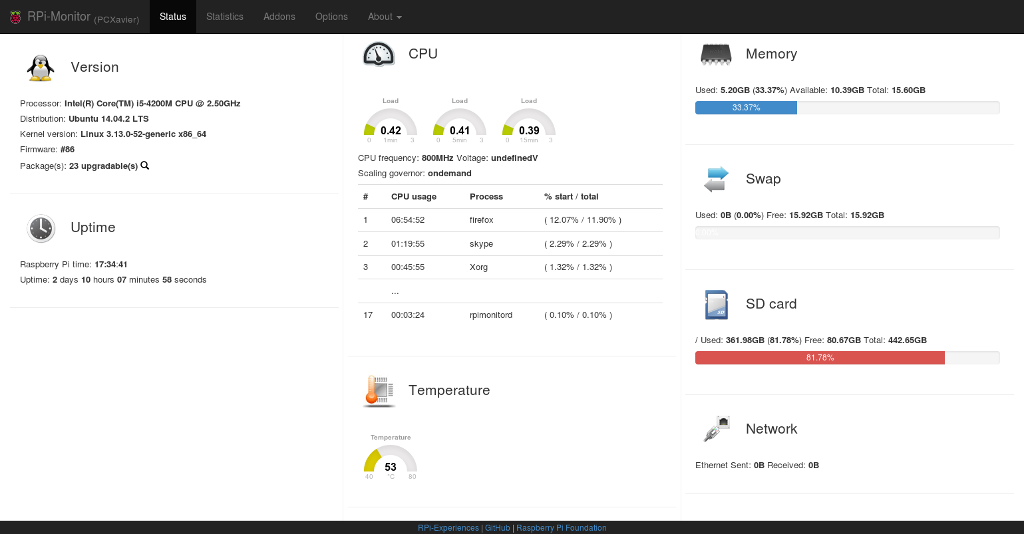 RPi-Monitor (PCXavier) Status Statistics Addons Options About
Version
Processor: Intel(R) Core(TM) i5-4200M CPU @ 2.50GHz
Distribution: Ubuntu 14.04.2 LTS
Kernel version: Linux 3.13.0-52-generic x86_64
Firmware: #86
Package(s): 23 upgradable(s)
Uptime
Raspberry Pi time: 17:34:41
Uptime: 2 days 10 hours 07 minutes 58 seconds
CPU
Load Load Load
0.42 0.41 0.39
0 1min 3 0 5min 3 0 15min 3
CPU frequency: 800MHz Voltage: undefinedV
Scaling governor: ondemand
# CPU usage Process % start / total
1 06:54:52 firefox ( 12.07% / 11.90% )
2 01:19:55 skype ( 2.29% / 2.29% )
3 00:45:55 Xorg ( 1.32% / 1.32% )
...
17 00:03:24 rpimonitord ( 0.10% / 0.10% )
Temperature
Temperature
53
40 °C 80
Memory
Used: 5.20GB (33.37%) Available: 10.39GB Total: 15.60GB
33.37%
Swap
Used: 0B (0.00%) Free: 15.92GB Total: 15.92GB
SD card
/ Used: 361.98GB (81.78%) Free: 80.67GB Total: 442.65GB
81.78%
Network
Ethernet Sent: 0B Received: 0B
RPi-Experiences | GitHub | Raspberry Pi Foundation